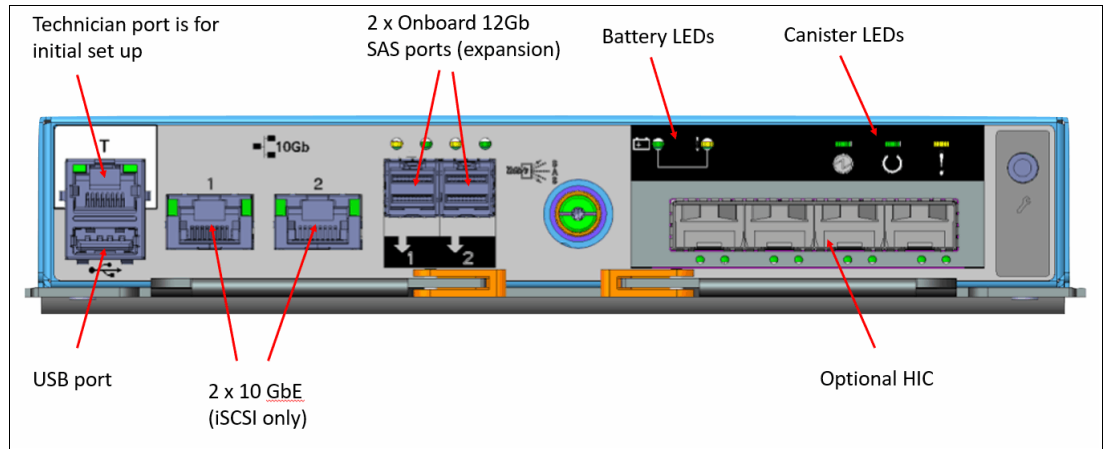 Technician port is for
initial set up
2 x Onboard 12Gb
SAS ports (expansion)
Battery LEDs
Canister LEDs
T
10Gb
1
2
SAS
!
1
2
USB port
2 x 10 GbE
(iSCSI only)
Optional HIC